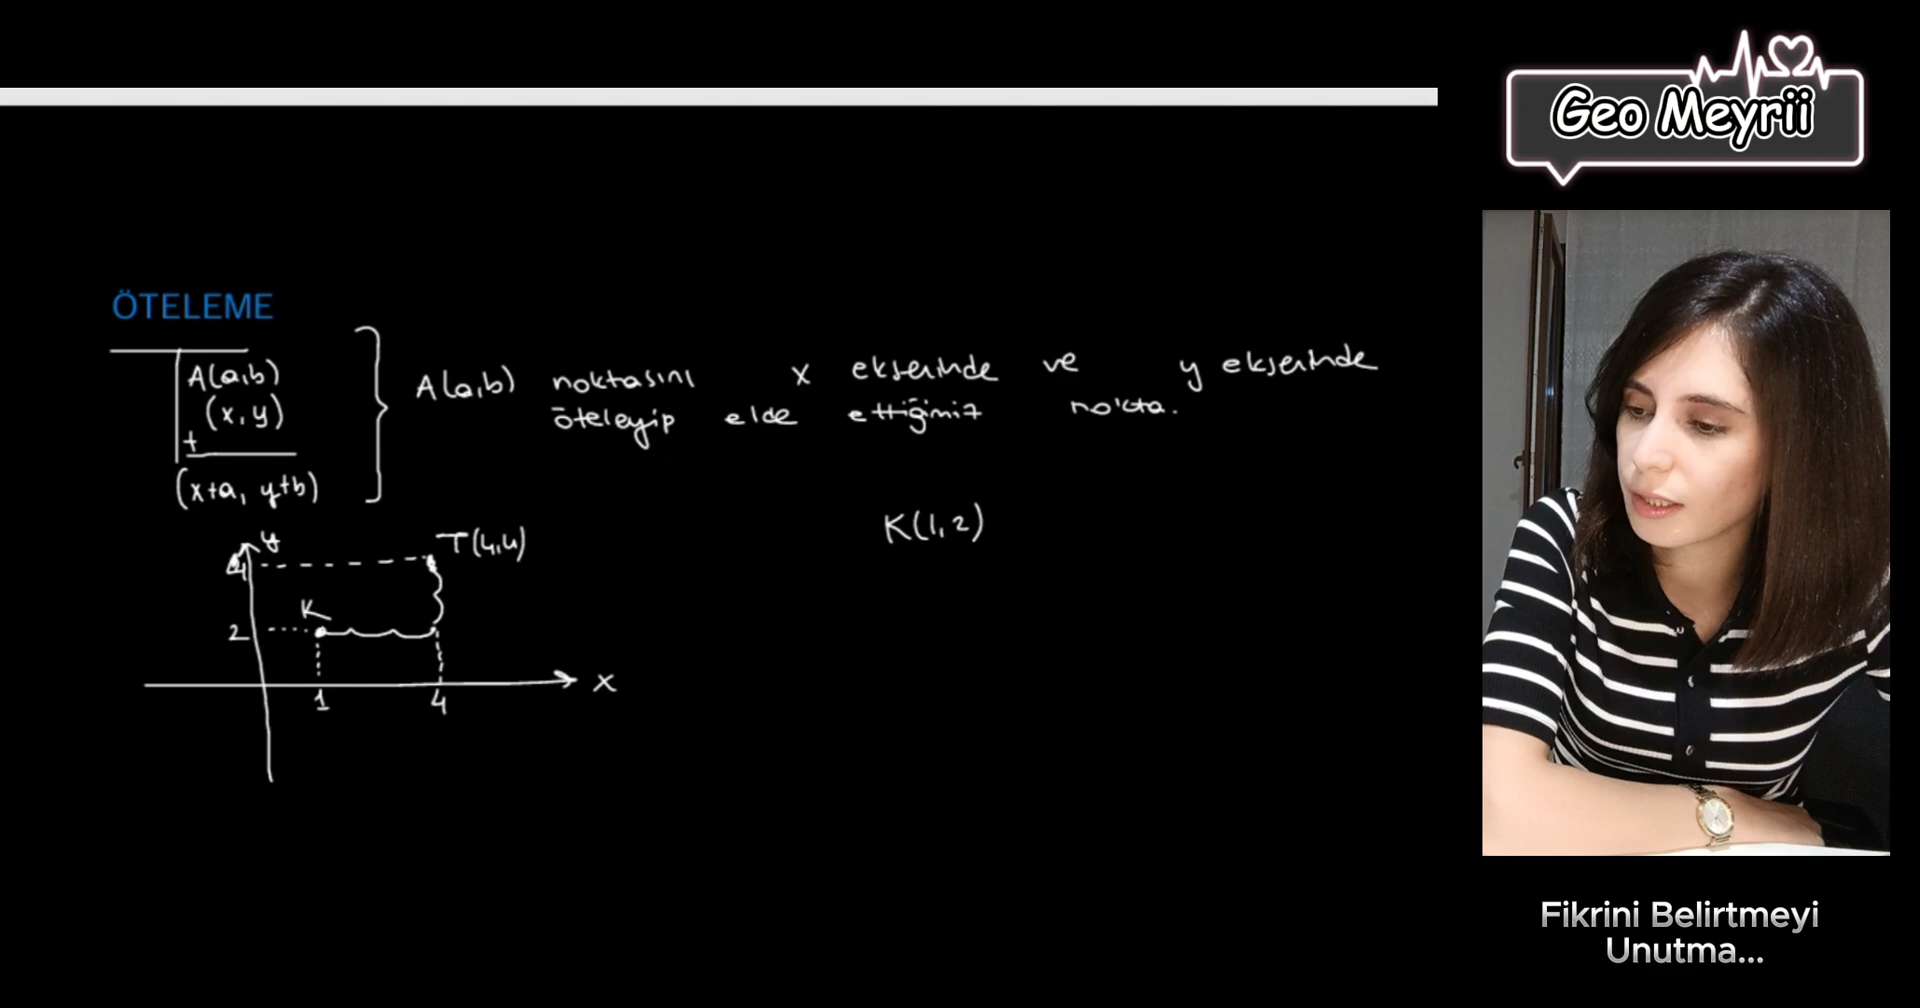 Geo Meyrii
ÖTELEME
A(a,b)
(x,y)
+
(x+a, y+b)
A(a,b) noktasını x ekseninde ve y ekseninde
öteleyip elde ettiğimiz nokta.
K(1,2)
y
4
T(4,4)
K
2
x
1
4
Fikrini Belirtmeyi
Unutma...